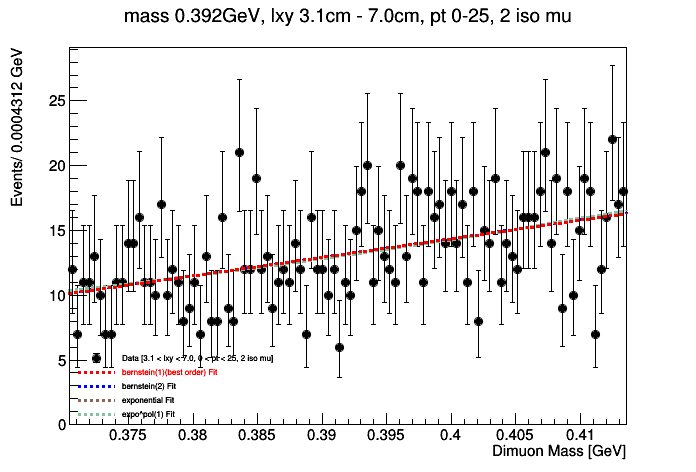 mass 0.392GeV, lxy 3.1cm - 7.0cm, pt 0-25, 2 iso mu
Events/ 0.0004312 GeV
25
20
15
10
5
0
Data [3.1 < lxy < 7.0, 0 < pt < 25, 2 iso mu]
bernstein(1)(best order) Fit
bernstein(2) Fit
exponential Fit
expo*pol(1) Fit
0.375 0.38 0.385 0.39 0.395 0.4 0.405 0.41
Dimuon Mass [GeV]